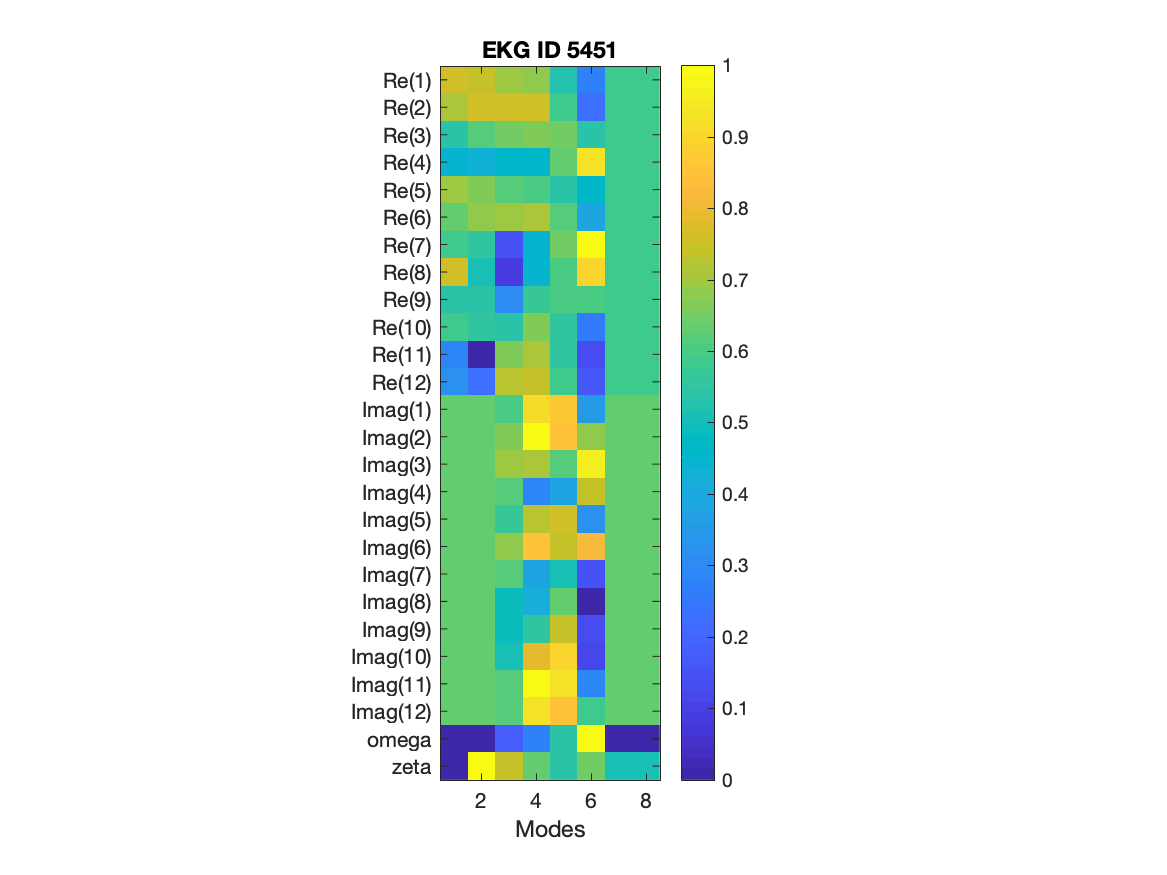 EKG ID 5451
Re(1)
Re(2)
Re(3)
Re(4)
Re(5)
Re(6)
Re(7)
Re(8)
Re(9)
Re(10)
Re(11)
Re(12)
Imag(1)
Imag(2)
Imag(3)
Imag(4)
Imag(5)
Imag(6)
Imag(7)
Imag(8)
Imag(9)
Imag(10)
Imag(11)
Imag(12)
omega
zeta
2 4 6 8
Modes
1
0.9
0.8
0.7
0.6
0.5
0.4
0.3
0.2
0.1
0